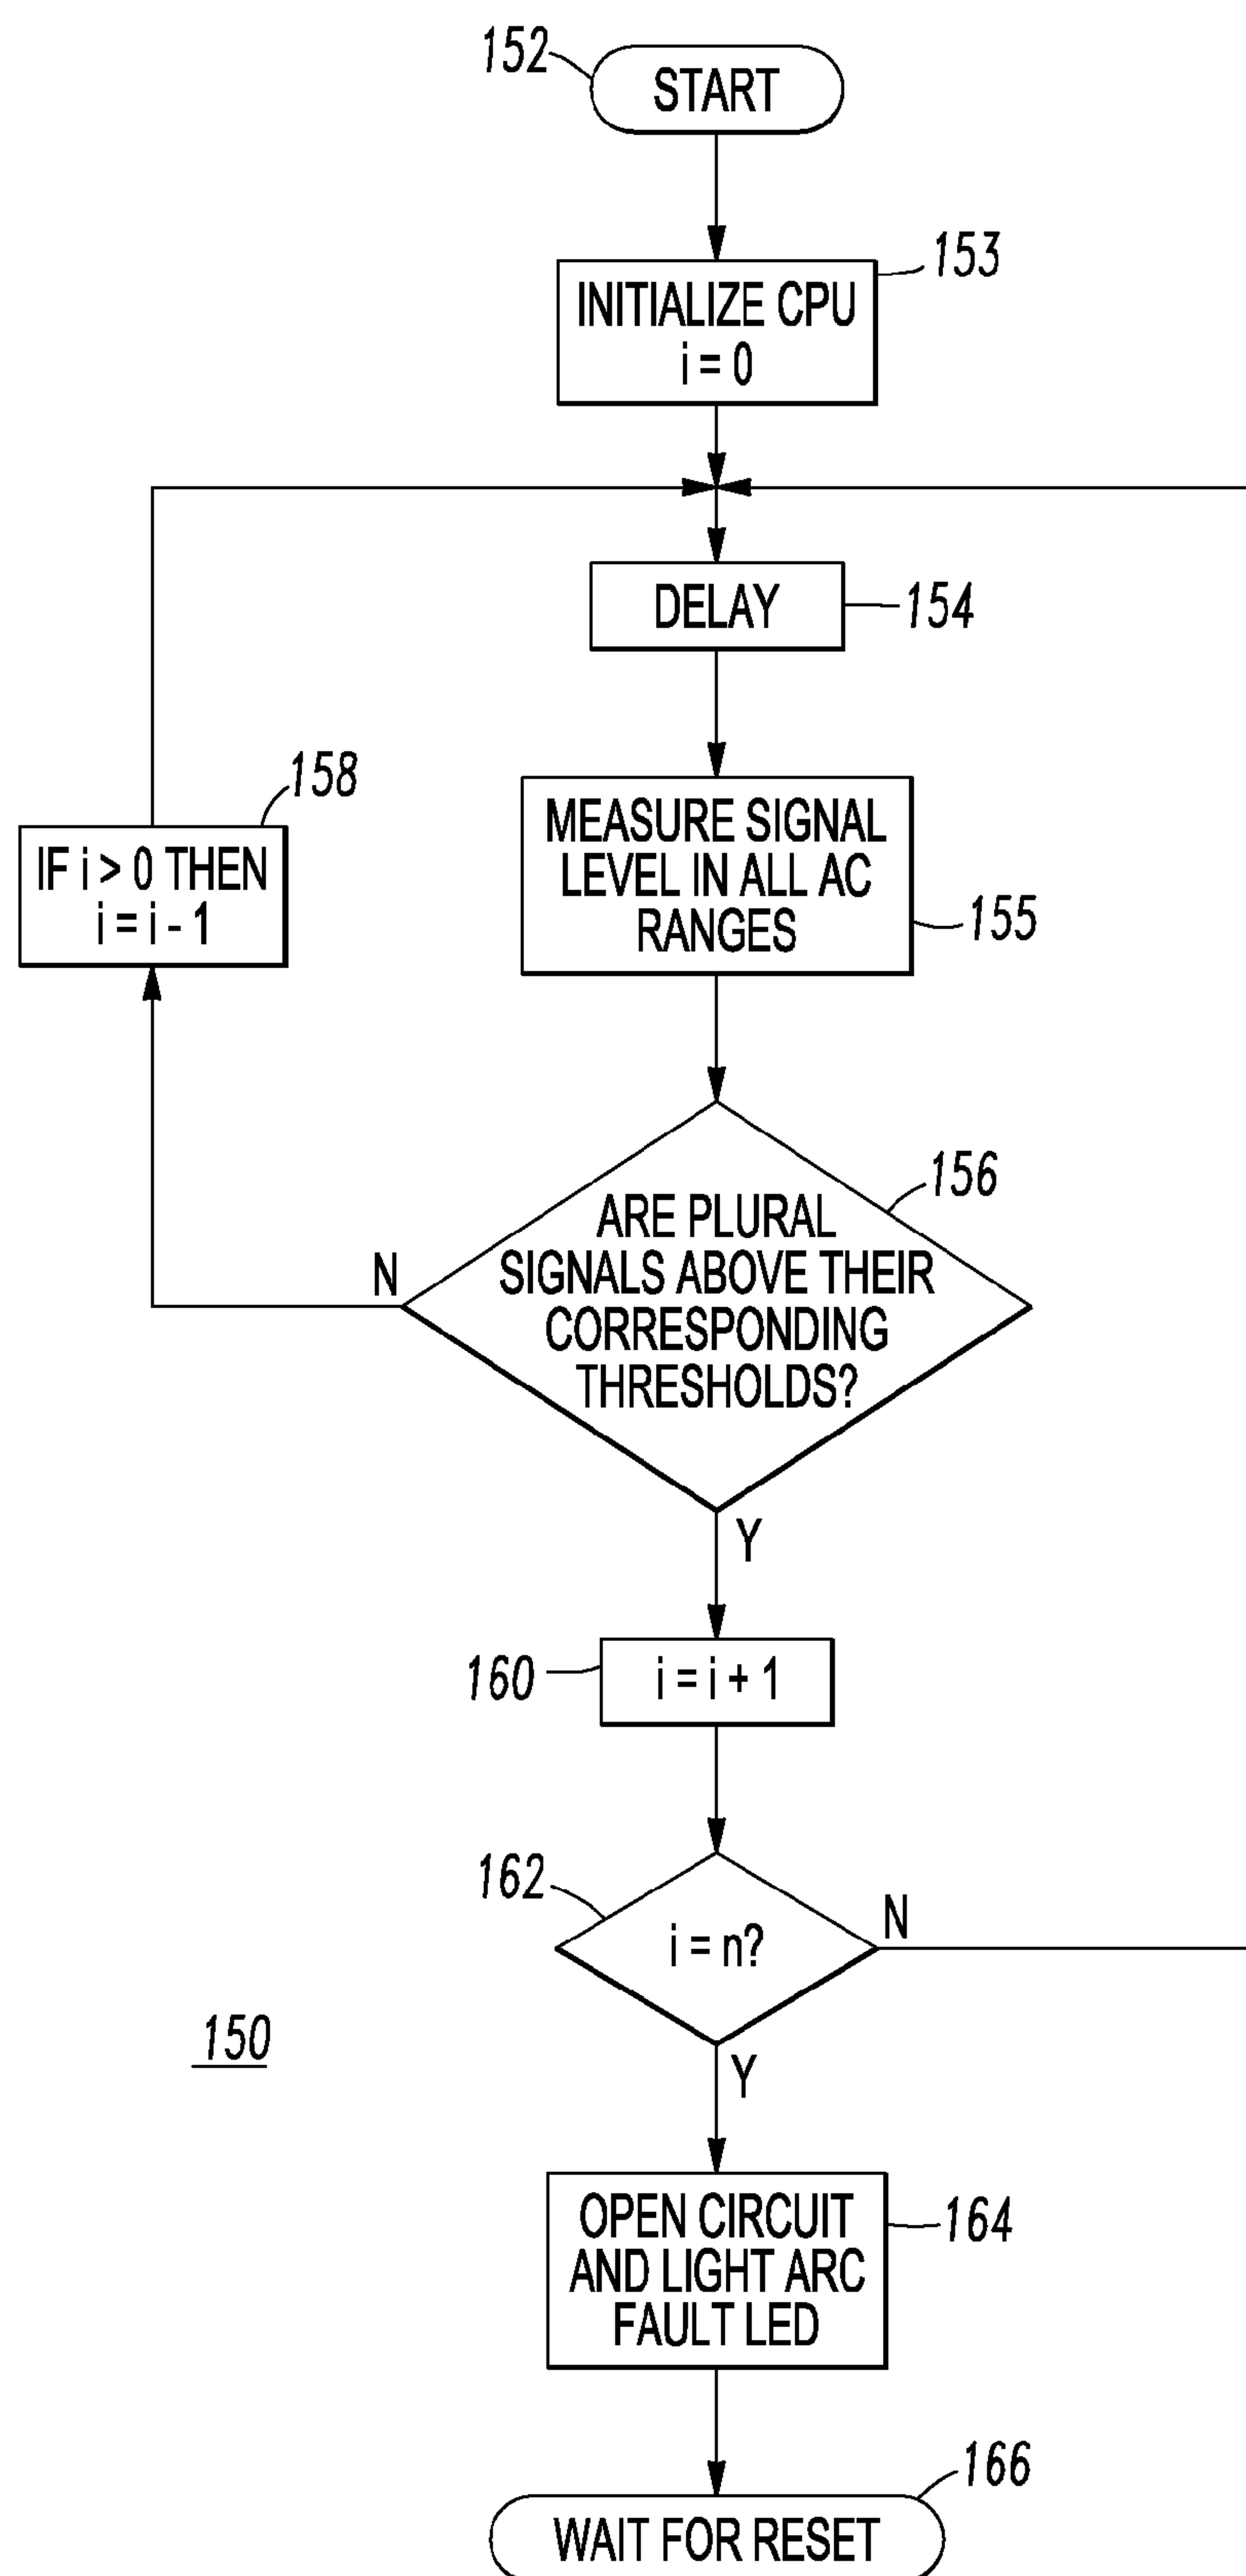 152
START
153
INITIALIZE CPU
i = 0
DELAY
154
158
IF i > 0 THEN
i = i - 1
MEASURE SIGNAL
LEVEL IN ALL AC
RANGES
155
156
ARE PLURAL
SIGNALS ABOVE THEIR
CORRESPONDING
THRESHOLDS?
N
Y
160
i = i + 1
162
i = n?
N
150
Y
OPEN CIRCUIT
AND LIGHT ARC
FAULT LED
164
166
WAIT FOR RESET